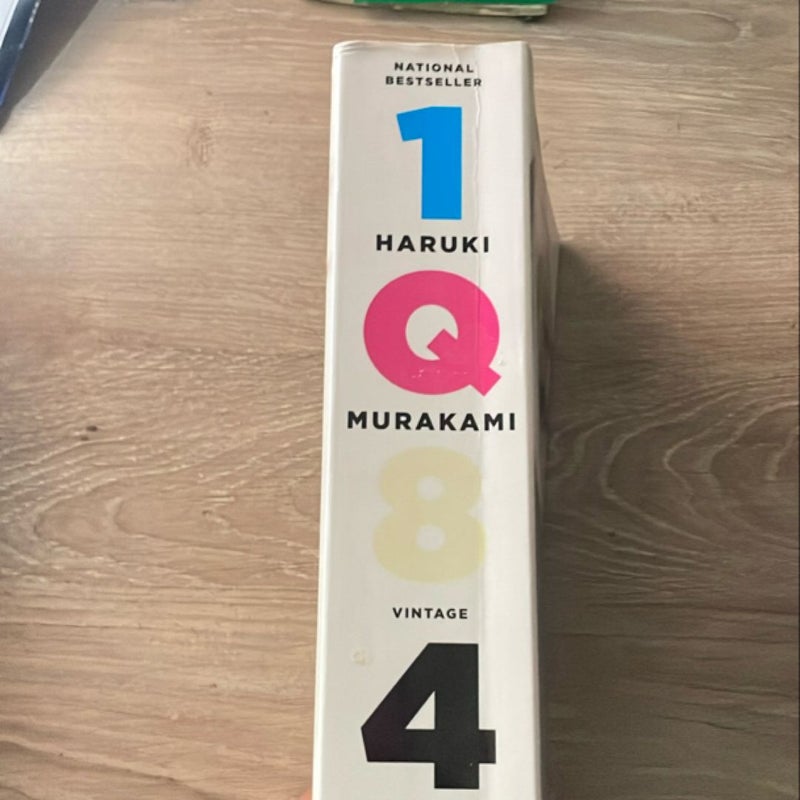 NATIONAL
BESTSELLER
1
HARUKI
Q
MURAKAMI
8
VINTAGE
4